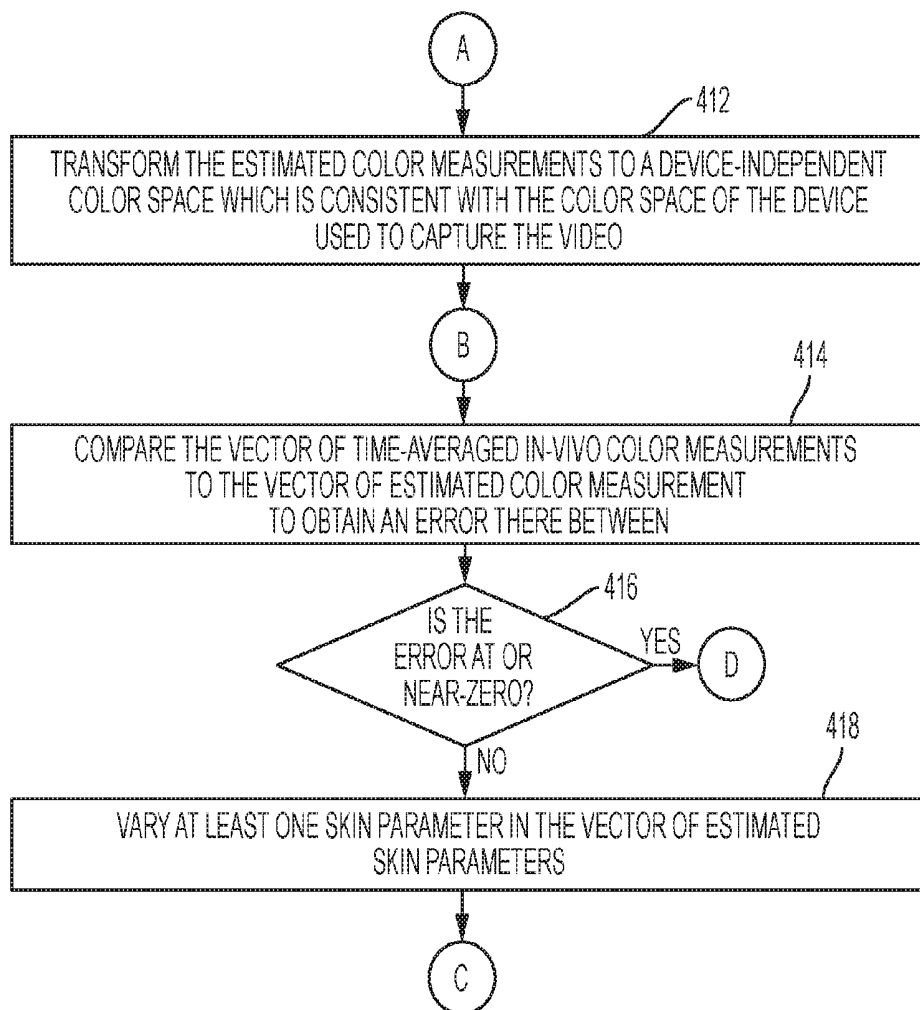 A
412
TRANSFORM THE ESTIMATED COLOR MEASUREMENTS TO A DEVICE-INDEPENDENT
COLOR SPACE WHICH IS CONSISTENT WITH THE COLOR SPACE OF THE DEVICE
USED TO CAPTURE THE VIDEO
B
414
COMPARE THE VECTOR OF TIME-AVERAGED IN-VIVO COLOR MEASUREMENTS
TO THE VECTOR OF ESTIMATED COLOR MEASUREMENT
TO OBTAIN AN ERROR THERE BETWEEN
416
IS THE
ERROR AT OR
NEAR-ZERO?
YES
D
NO
418
VARY AT LEAST ONE SKIN PARAMETER IN THE VECTOR OF ESTIMATED
SKIN PARAMETERS
C